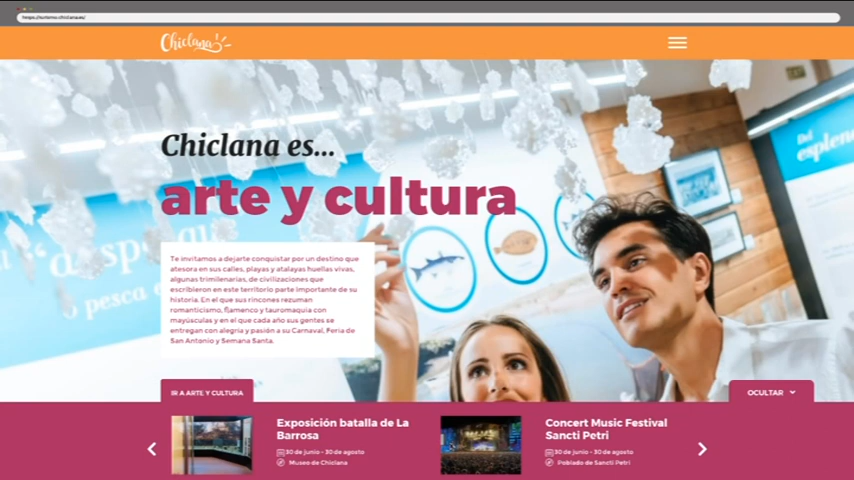 https://turismo.chiclana.es/
Chiclana
Chiclana es...
arte y cultura
Te invitamos a dejarte conquistar por un destino que
atesora en sus calles, playas y atalayas huellas vivas,
algunas trimilenarias, de civilizaciones que
escribieron en este territorio parte importante de su
historia. En el que sus rincones rezuman
romanticismo, flamenco y tauromaquia con
mayúsculas y en el que cada año sus gentes se
entregan con alegría y pasión a su Carnaval, Feria de
San Antonio y Semana Santa.
o pesca e
Del
esplen
IR A ARTE Y CULTURA
OCULTAR
Exposición batalla de La
Barrosa
30 de junio - 30 de agosto
Museo de Chiclana
Concert Music Festival
Sancti Petri
30 de junio - 30 de agosto
Poblado de Sancti Petri